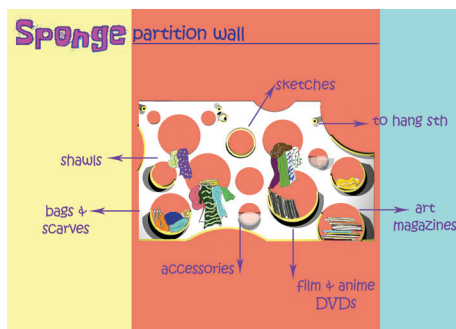 Sponge partition wall
sketches
to hang sth
shawls
bags &
scarves
art
magazines
accessories
film & anime
DVDs